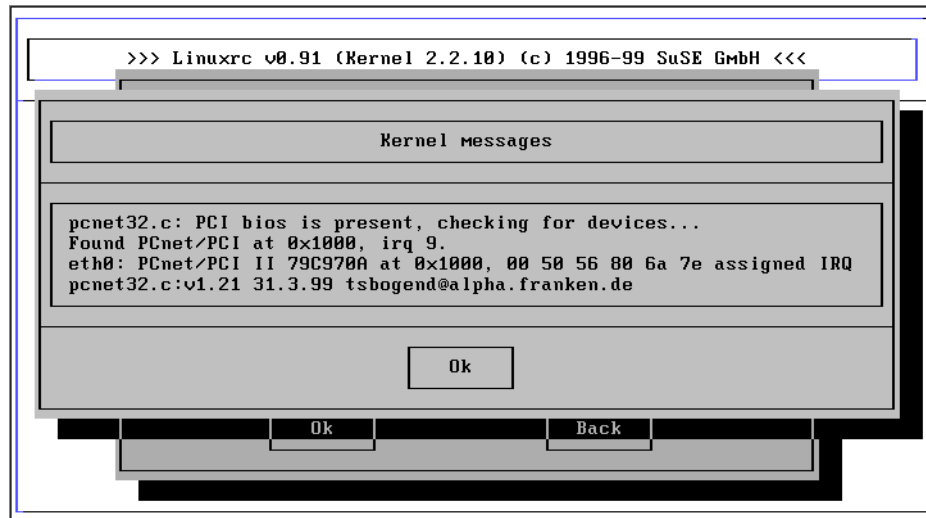 >>> Linuxrc v0.91 (Kernel 2.2.10) (c) 1996-99 SuSE GmbH <<<
Kernel messages
pcnet32.c: PCI bios is present, checking for devices...
Found PCnet/PCI at 0x1000, irq 9.
eth0: PCnet/PCI II 79C970A at 0x1000, 00 50 56 80 6a 7e assigned IRQ
pcnet32.c:v1.21 31.3.99 tsbogend@alpha.franken.de
Ok
Ok Back